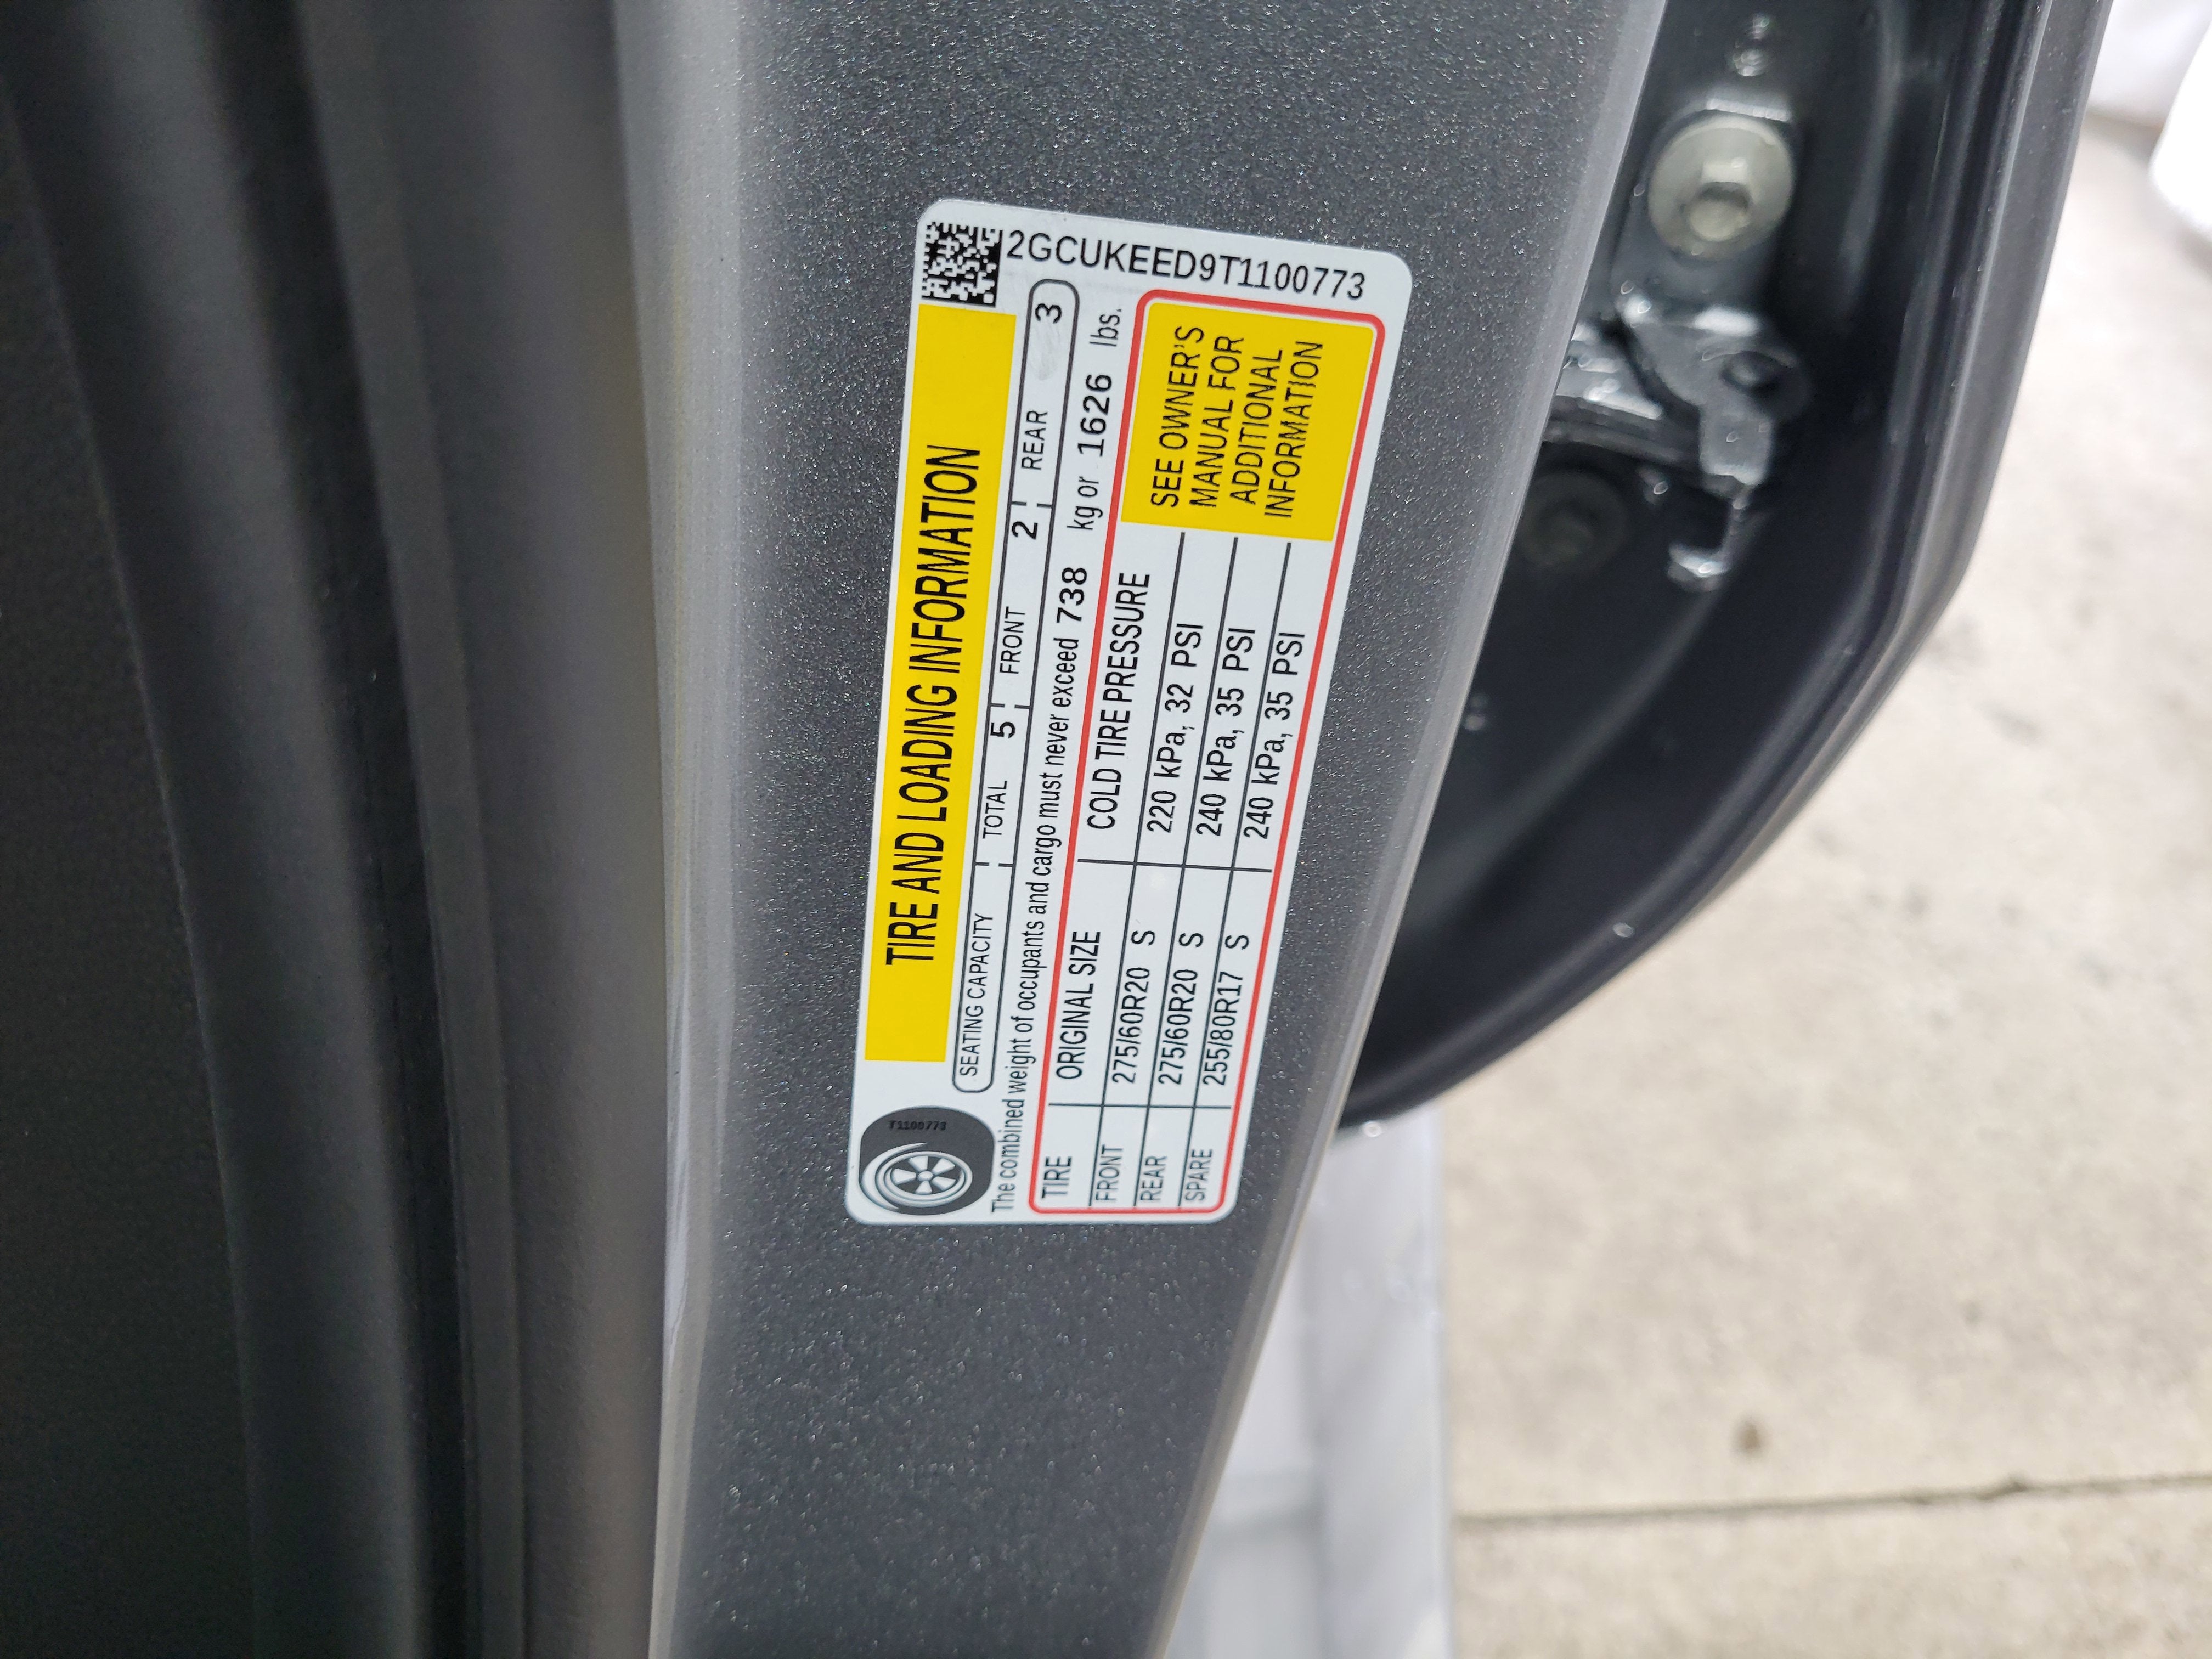 2GCUKEED9T1100773
TIRE AND LOADING INFORMATION
T1100773
SEATING CAPACITY TOTAL 5 FRONT 2 REAR 3
The combined weight of occupants and cargo must never exceed 738 kg or 1626 lbs.
TIRE ORIGINAL SIZE COLD TIRE PRESSURE
FRONT 275/60R20 S 220 kPa, 32 PSI
REAR 275/60R20 S 240 kPa, 35 PSI
SPARE 255/80R17 S 240 kPa, 35 PSI
SEE OWNER'S
MANUAL FOR
ADDITIONAL
INFORMATION